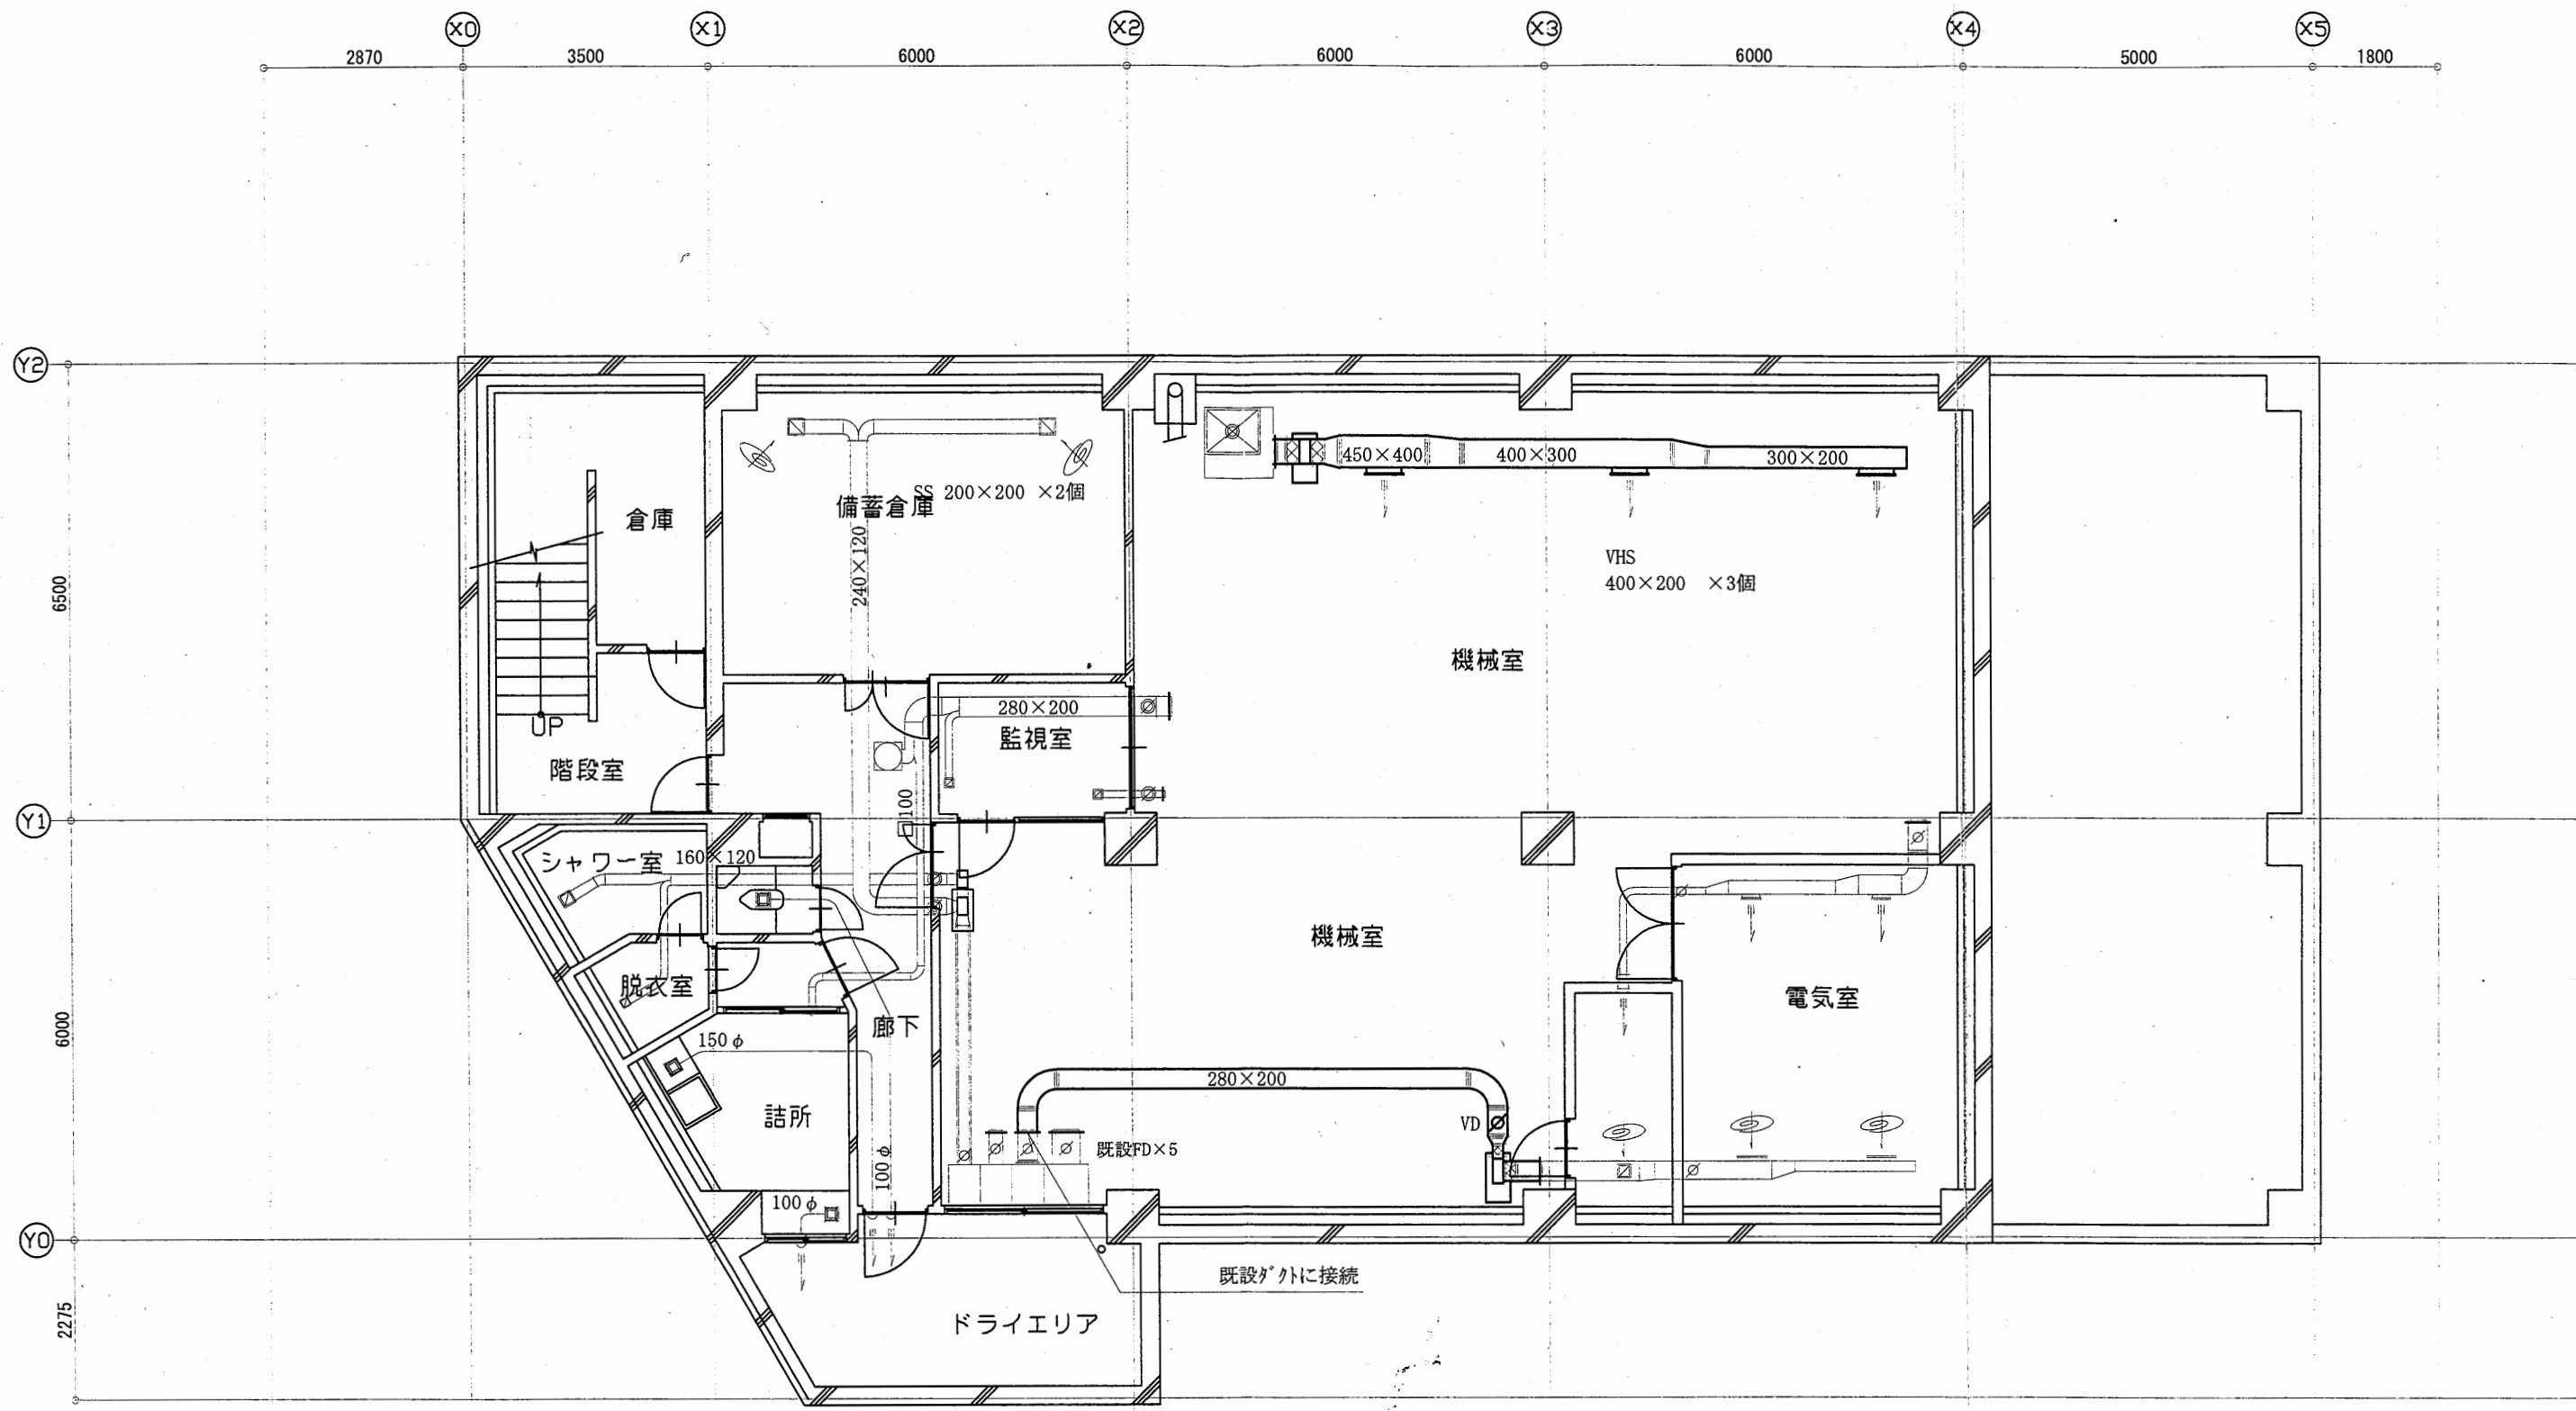 X0
X1
X2
X3
X4
X5
2870
3500
6000
6000
6000
5000
1800
Y2
450×400
400×300
300×200
SS 200×200 ×2個
備蓄倉庫
倉庫
240×120
VHS
400×200 ×3個
6500
機械室
280×200
UP
監視室
階段室
100
Y1
シャワー室
160×120
機械室
脱衣室
電気室
廊下
6000
150φ
280×200
詰所
VD
既設FD×5
100φ
100φ
Y0
既設ダクトに接続
ドライエリア
2275